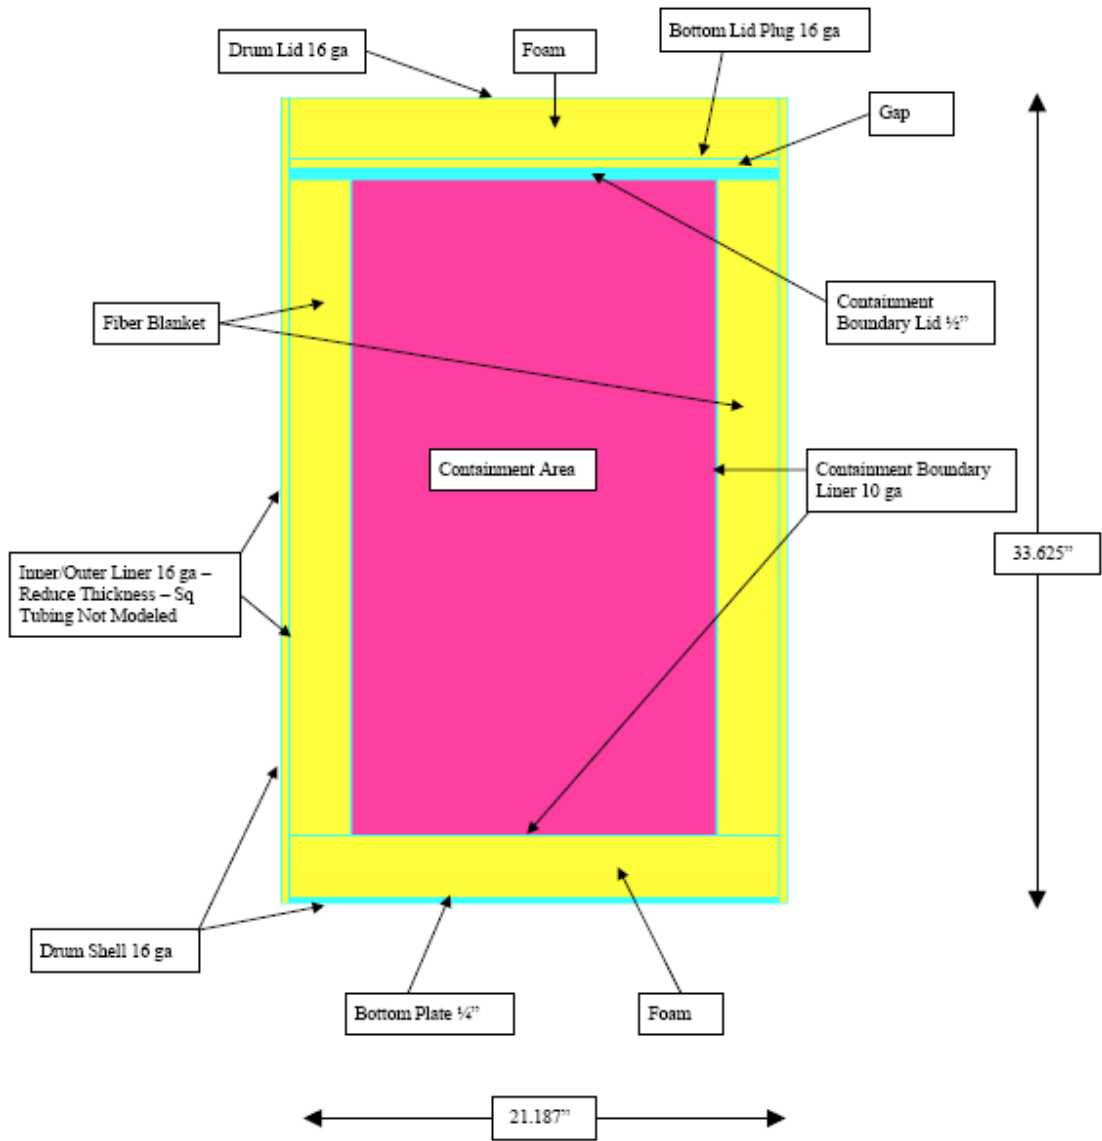 Bottom Lid Plug 16 ga
Drum Lid 16 ga
Foam
Gap
Containment
Boundary Lid ½”
Fiber Blanket
Containment Area
Containment Boundary
Liner 10 ga
33.625”
Inner/Outer Liner 16 ga –
Reduce Thickness – Sq
Tubing Not Modeled
Drum Shell 16 ga
Bottom Plate ¼”
Foam
21.187”